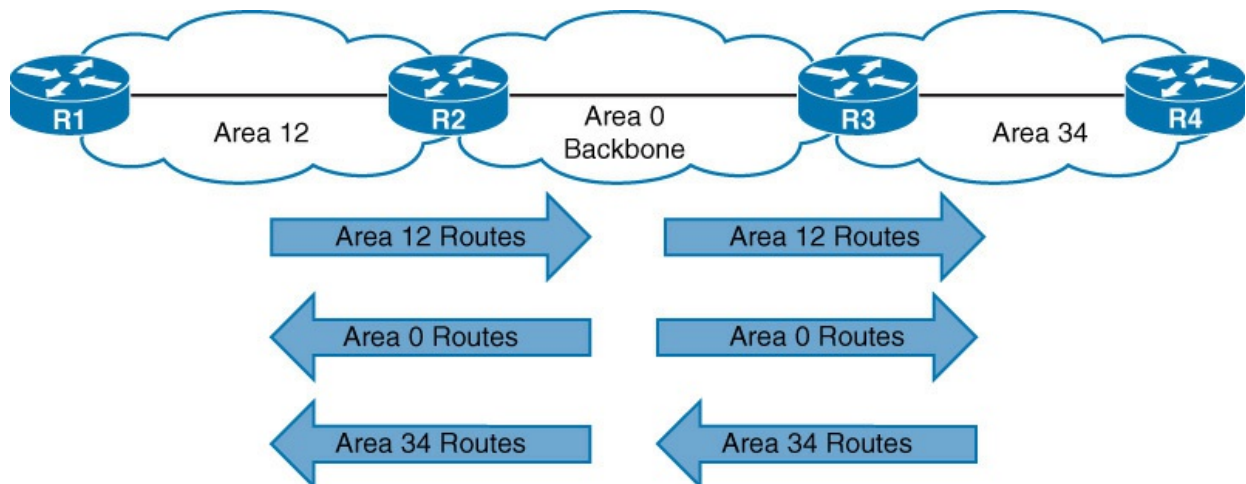 R1
Area 12
R2
Area 0
Backbone
R3
Area 34
R4
Area 12 Routes
Area 12 Routes
Area 0 Routes
Area 0 Routes
Area 34 Routes
Area 34 Routes